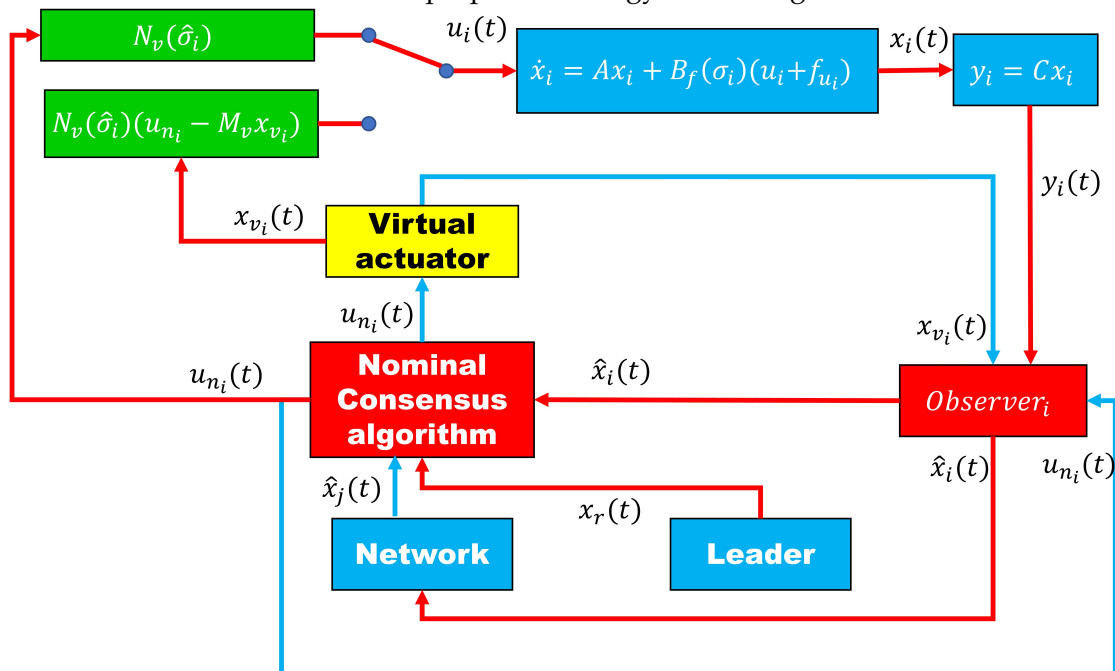 N_v(σ̂_i)
u_i(t)
ẋ_i = Ax_i + B_f(σ_i)(u_i+f_{u_i})
x_i(t)
y_i = Cx_i
N_v(σ̂_i)(u_{n_i} − M_v x_{v_i})
y_i(t)
x_{v_i}(t)
Virtual
actuator
u_{n_i}(t)
x_{v_i}(t)
u_{n_i}(t)
Nominal
Consensus
algorithm
x̂_i(t)
Observer_i
x̂_j(t)
x_r(t)
x̂_i(t)
u_{n_i}(t)
Network
Leader